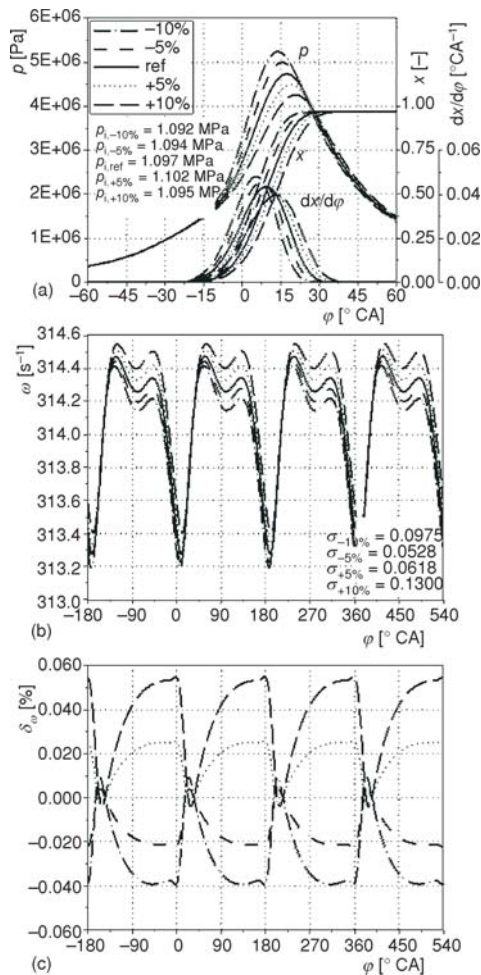 p [Pa]
6E+06
5E+06
4E+06
3E+06
2E+06
1E+06
0
–10%
–5%
ref
+5%
+10%
p
x
dx/dφ
p_i,–10% = 1.092 MPa
p_i,–5% = 1.094 MPa
p_i,ref = 1.097 MPa
p_i,+5% = 1.102 MPa
p_i,+10% = 1.095 MPa
x [–]
1.00
0.75
0.50
0.25
0.00
dx/dφ [°CA⁻¹]
0.06
0.04
0.02
0.00
–60 –45 –30 –15 0 15 30 45 60
(a)
φ [° CA]
ω [s⁻¹]
314.6
314.4
314.2
314.0
313.8
313.6
313.4
313.2
313.0
σ–10% = 0.0975
σ–5% = 0.0528
σ+5% = 0.0618
σ+10% = 0.1300
–180 –90 0 90 180 270 360 450 540
(b)
φ [° CA]
δω [%]
0.060
0.040
0.020
0.000
–0.020
–0.040
–0.060
–180 –90 0 90 180 270 360 450 540
(c)
φ [° CA]